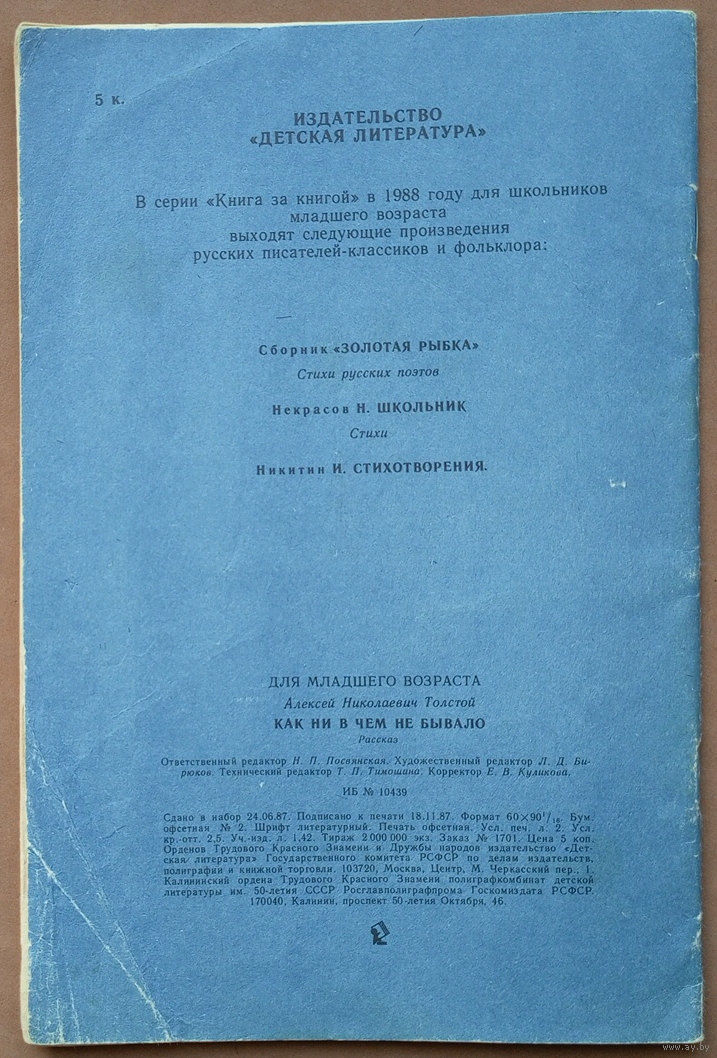 5 к.
ИЗДАТЕЛЬСТВО
«ДЕТСКАЯ ЛИТЕРАТУРА»
В серии «Книга за книгой» в 1988 году для школьников
младшего возраста
выходят следующие произведения
русских писателей-классиков и фольклора:
Сборник «ЗОЛОТАЯ РЫБКА»
Стихи русских поэтов
Некрасов Н. ШКОЛЬНИК
Стихи
Никитин И. СТИХОТВОРЕНИЯ.
ДЛЯ МЛАДШЕГО ВОЗРАСТА
Алексей Николаевич Толстой
КАК НИ В ЧЕМ НЕ БЫВАЛО
Рассказ
Ответственный редактор Н. П. Посвянская. Художественный редактор Л. Д. Би-
рюков. Технический редактор Т. П. Тимошина. Корректор Е. В. Куликова.
ИБ № 10439
Сдано в набор 24.06.87. Подписано к печати 18.11.87. Формат 60×90¹/₁₆. Бум.
офсетная № 2. Шрифт литературный. Печать офсетная. Усл. печ. л. 2. Усл.
кр.-отт. 2,5. Уч.-изд. л. 1,42. Тираж 2 000 000 экз. Заказ № 1701. Цена 5 коп.
Орденов Трудового Красного Знамени и Дружбы народов издательство «Дет-
ская литература» Государственного комитета РСФСР по делам издательств,
полиграфии и книжной торговли. 103720, Москва, Центр, М. Черкасский пер., 1.
Калининский ордена Трудового Красного Знамени полиграфкомбинат детской
литературы им. 50-летия СССР Росглавполиграфпрома Госкомиздата РСФСР.
170040, Калинин, проспект 50-летия Октября, 46.
www.ay.by